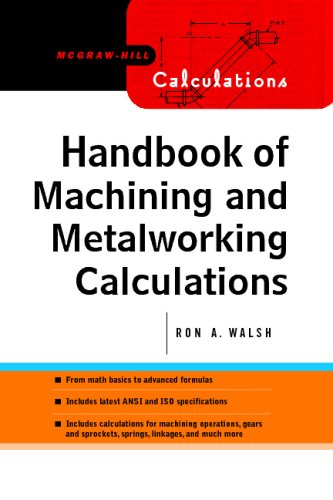 McGRAW-HILL
Calculations
Handbook of
Machining and
Metalworking
Calculations
RON A. WALSH
■ From math basics to advanced formulas
■ Includes latest ANSI and ISO specifications
■ Includes calculations for machining operations, gears
and sprockets, springs, linkages, and much more